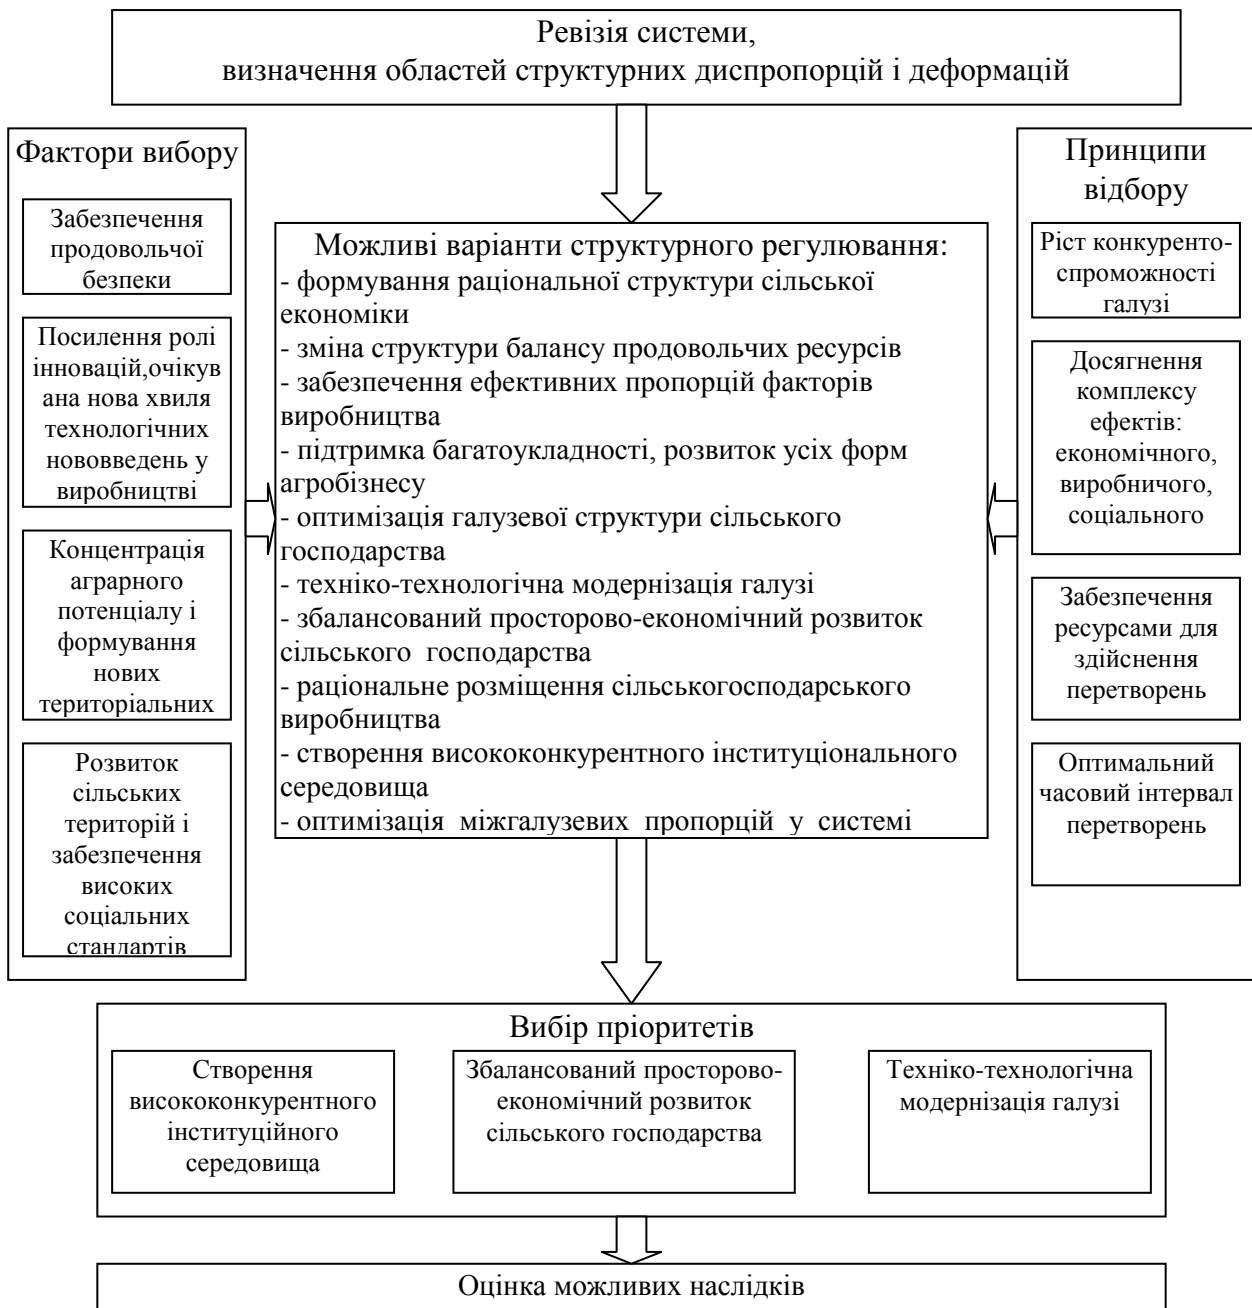 Ревізія системи,
визначення областей структурних диспропорцій і деформацій
Фактори вибору
Забезпечення
продовольчої
безпеки
Посилення ролі
інновацій,очікув
ана нова хвиля
технологічних
нововведень у
виробництві
Концентрація
аграрного
потенціалу і
формування
нових
територіальних
Розвиток
сільських
територій і
забезпечення
високих
соціальних
стандартів
Можливі варіанти структурного регулювання:
- формування раціональної структури сільської
економіки
- зміна структури балансу продовольчих ресурсів
- забезпечення ефективних пропорцій факторів
виробництва
- підтримка багатоукладності, розвиток усіх форм
агробізнесу
- оптимізація галузевої структури сільського
господарства
- техніко-технологічна модернізація галузі
- збалансований просторово-економічний розвиток
сільського господарства
- раціональне розміщення сільськогосподарського
виробництва
- створення висококонкурентного інституціонального
середовища
- оптимізація міжгалузевих пропорцій у системі
Принципи
відбору
Ріст конкуренто-
спроможності
галузі
Досягнення
комплексу
ефектів:
економічного,
виробничого,
соціального
Забезпечення
ресурсами для
здійснення
перетворень
Оптимальний
часовий інтервал
перетворень
Вибір пріоритетів
Створення
висококонкурентного
інституційного
середовища
Збалансований просторово-
економічний розвиток
сільського господарства
Техніко-технологічна
модернізація галузі
Оцінка можливих наслідків